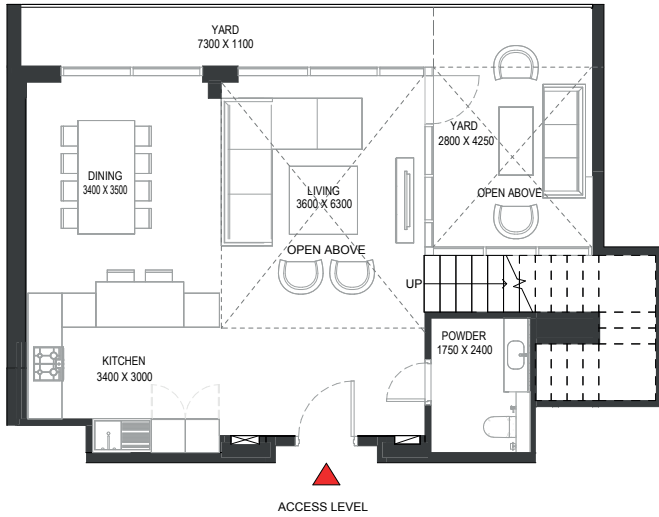 YARD
7300 X 1100
YARD
2800 X 4250
DINING
3400 X 3500
LIVING
3600 X 6300
OPEN ABOVE
OPEN ABOVE
UP
POWDER
1750 X 2400
KITCHEN
3400 X 3000
ACCESS LEVEL